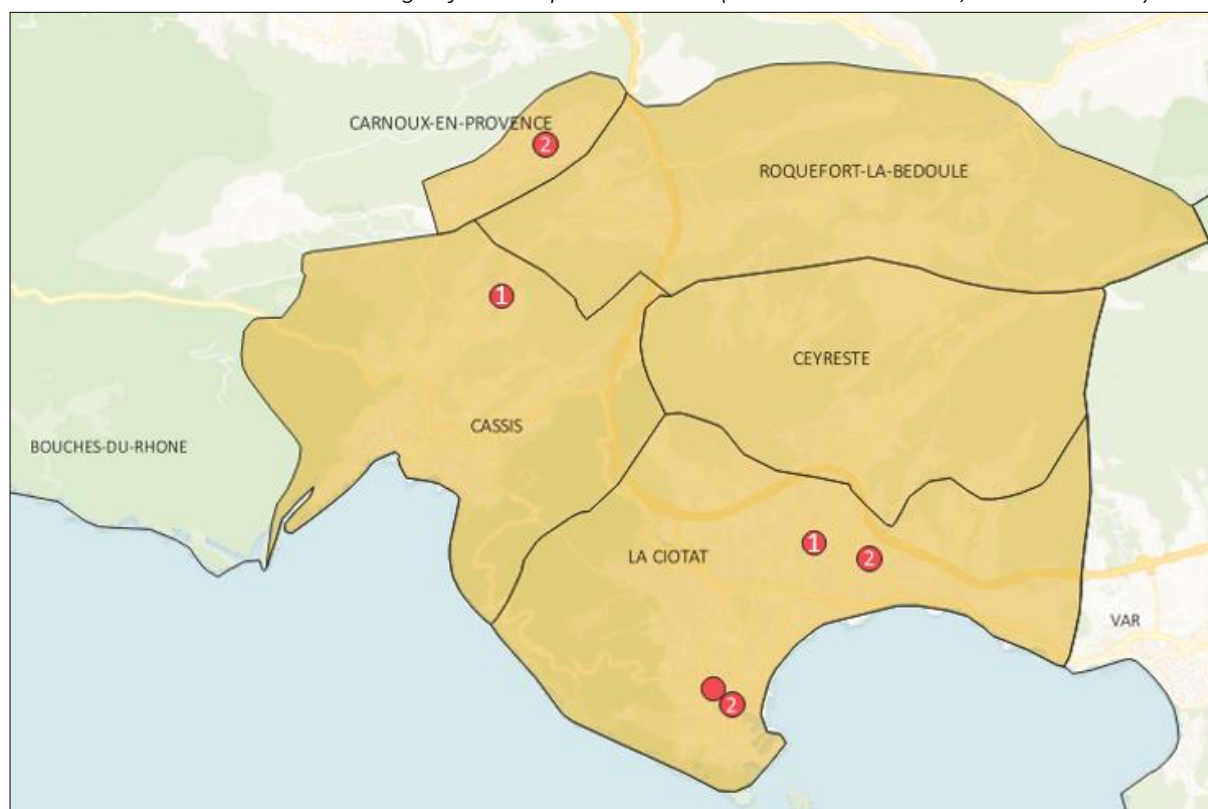 CARNOUX-EN-PROVENCE
2
ROQUEFORT-LA-BEDOULE
1
CEYRESTE
CASSIS
BOUCHES-DU-RHONE
1
LA CIOTAT
2
VAR
2